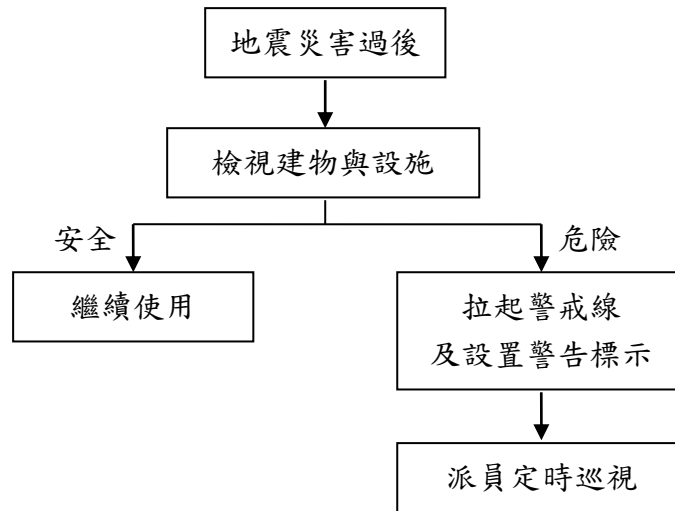 地震災害過後
檢視建物與設施
安全
危險
繼續使用
拉起警戒線
及設置警告標示
派員定時巡視